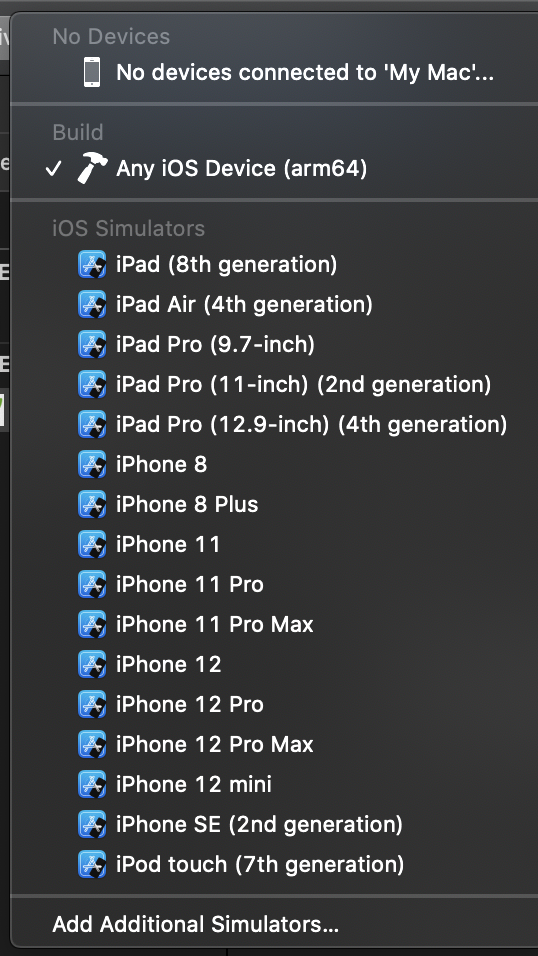 No Devices
No devices connected to 'My Mac'...
Build
Any iOS Device (arm64)
iOS Simulators
iPad (8th generation)
iPad Air (4th generation)
iPad Pro (9.7-inch)
iPad Pro (11-inch) (2nd generation)
iPad Pro (12.9-inch) (4th generation)
iPhone 8
iPhone 8 Plus
iPhone 11
iPhone 11 Pro
iPhone 11 Pro Max
iPhone 12
iPhone 12 Pro
iPhone 12 Pro Max
iPhone 12 mini
iPhone SE (2nd generation)
iPod touch (7th generation)
Add Additional Simulators...